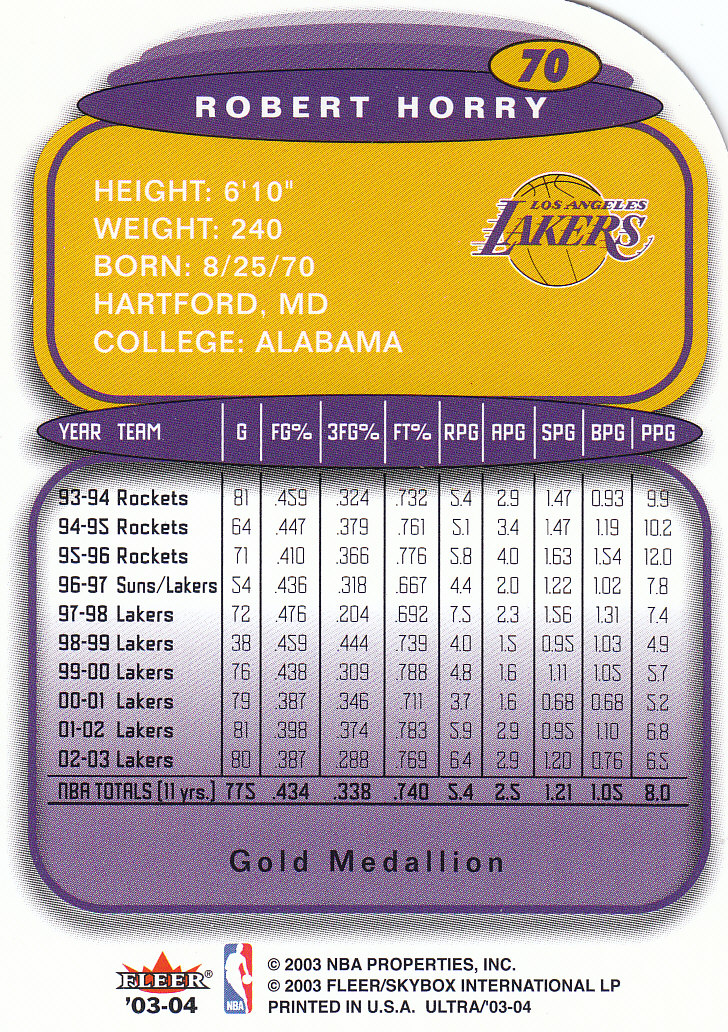 70
ROBERT HORRY
HEIGHT: 6'10"
WEIGHT: 240
BORN: 8/25/70
HARTFORD, MD
COLLEGE: ALABAMA
LOS ANGELES
LAKERS
YEAR TEAM G FG% 3FG% FT% RPG APG SPG BPG PPG
93-94 Rockets 81 .459 .324 .732 5.4 2.9 1.47 0.93 9.9
94-95 Rockets 64 .447 .379 .761 5.1 3.4 1.47 1.19 10.2
95-96 Rockets 71 .410 .366 .776 5.8 4.0 1.63 1.54 12.0
96-97 Suns/Lakers 54 .436 .318 .667 4.4 2.0 1.22 1.02 7.8
97-98 Lakers 72 .476 .204 .692 7.5 2.3 1.56 1.31 7.4
98-99 Lakers 38 .459 .444 .739 4.0 1.5 0.95 1.03 4.9
99-00 Lakers 76 .438 .309 .788 4.8 1.6 1.11 1.05 5.7
00-01 Lakers 79 .387 .346 .711 3.7 1.6 0.68 0.68 5.2
01-02 Lakers 81 .398 .374 .783 5.9 2.9 0.95 1.10 6.8
02-03 Lakers 80 .387 .288 .769 6.4 2.9 1.20 0.76 6.5
NBA TOTALS (11 yrs.) 775 .434 .338 .740 5.4 2.5 1.21 1.05 8.0
Gold Medallion
FLEER®
'03-04
NBA
© 2003 NBA PROPERTIES, INC.
© 2003 FLEER/SKYBOX INTERNATIONAL LP
PRINTED IN U.S.A. ULTRA/'03-04